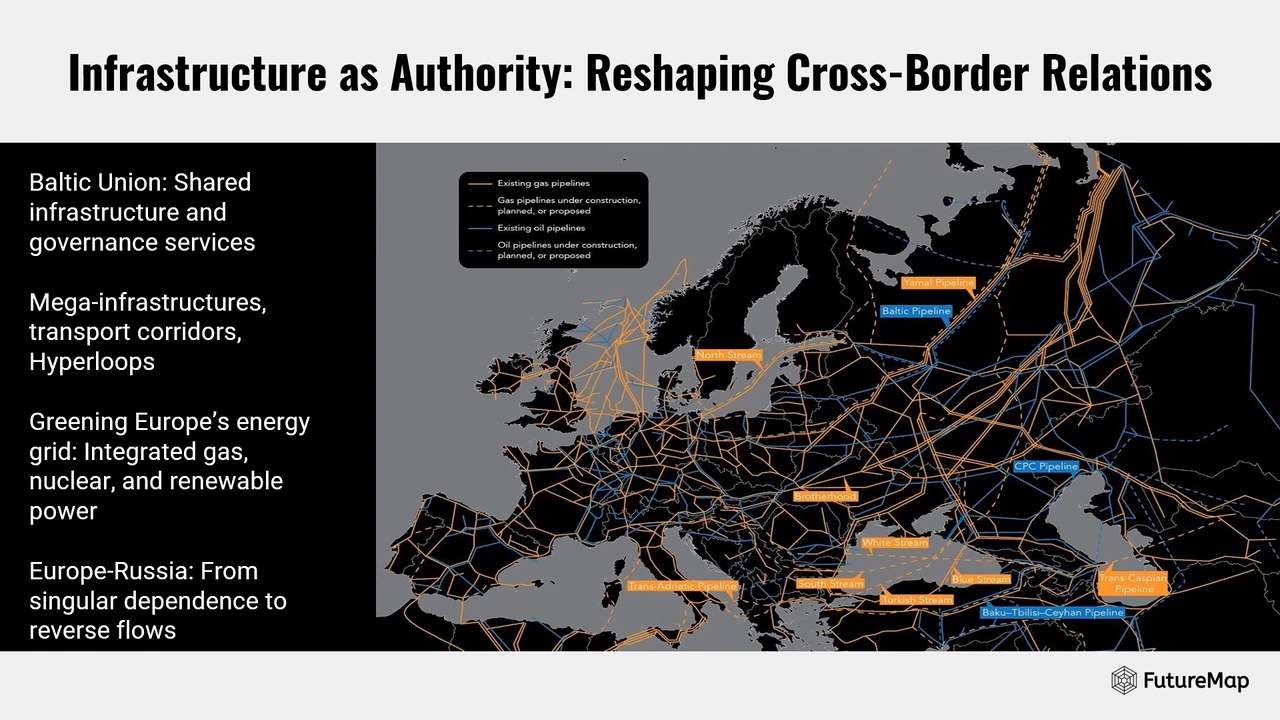 Infrastructure as Authority: Reshaping Cross-Border Relations
Baltic Union: Shared
infrastructure and
governance services
Mega-infrastructures,
transport corridors,
Hyperloops
Greening Europe's energy
grid: Integrated gas,
nuclear, and renewable
power
Europe-Russia: From
singular dependence to
reverse flows
Existing gas pipelines
Gas pipelines under construction,
planned, or proposed
Existing oil pipelines
Oil pipelines under construction,
planned, or proposed
Yamal Pipeline
Baltic Pipeline
North Stream
CPC Pipeline
Brotherhood
White Stream
Blue Stream
Trans-Caspian
Pipeline
South Stream
Trans-Adriatic Pipeline
Turkish Stream
Baku–Tbilisi–Ceyhan Pipeline
FutureMap